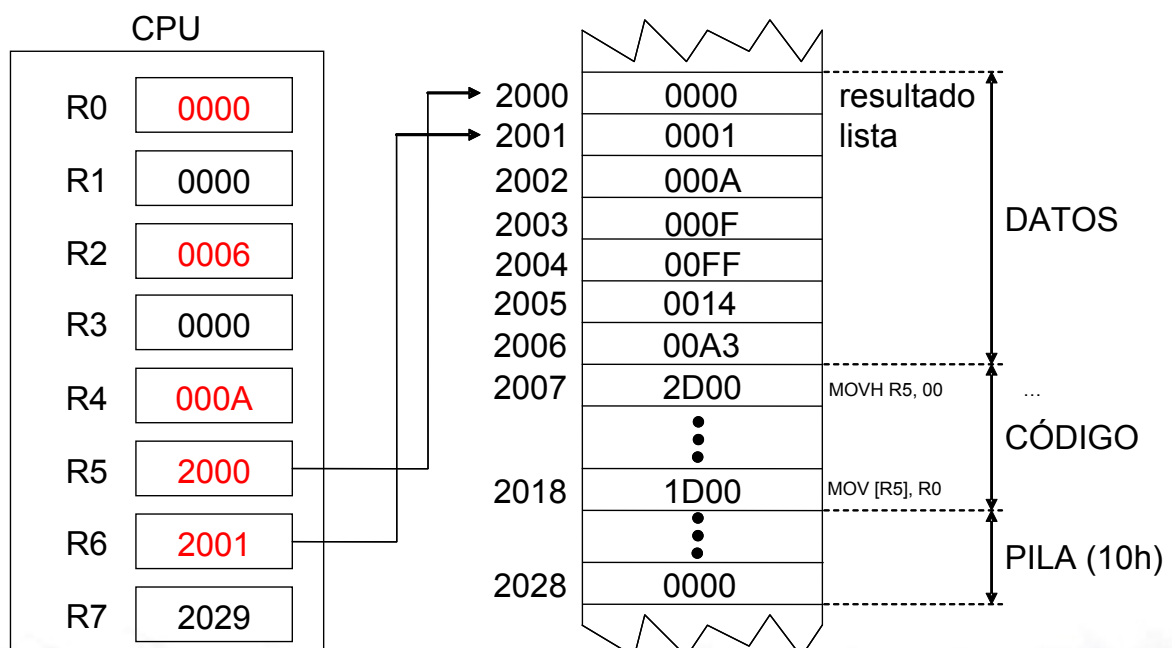 CPU
R0 0000
R1 0000
R2 0006
R3 0000
R4 000A
R5 2000
R6 2001
R7 2029
2000 0000 resultado
2001 0001 lista
2002 000A
2003 000F
2004 00FF
2005 0014
2006 00A3
DATOS
2007 2D00 MOVH R5, 00 ...
CÓDIGO
2018 1D00 MOV [R5], R0
PILA (10h)
2028 0000